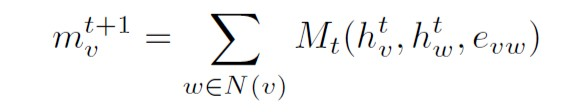 m_v^{t+1} = \sum_{w \in N(v)} M_t(h_v^t, h_w^t, e_{vw})